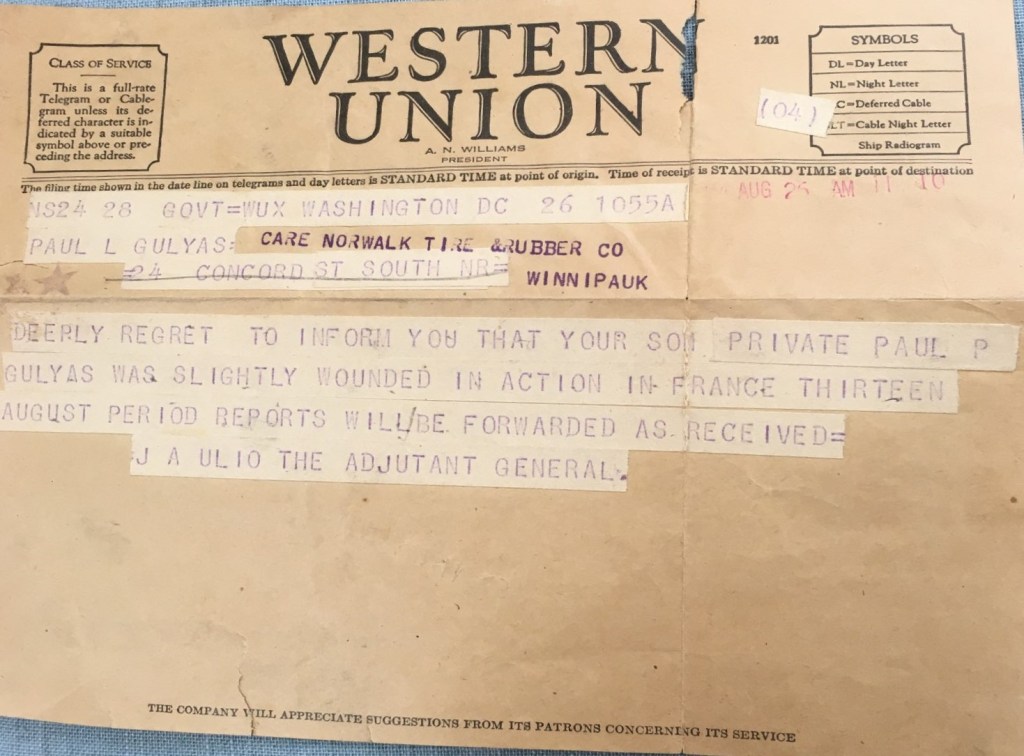 CLASS OF SERVICE
This is a full-rate
Telegram or Cable-
gram unless its de-
ferred character is in-
dicated by a suitable
symbol above or pre-
ceding the address.
WESTERN
UNION
A. N. WILLIAMS
PRESIDENT
1201
(04)
SYMBOLS
DL=Day Letter
NL=Night Letter
LC=Deferred Cable
NLT=Cable Night Letter
Ship Radiogram
The filing time shown in the date line on telegrams and day letters is STANDARD TIME at point of origin. Time of receipt is STANDARD TIME at point of destination
AUG 26 AM 11 10
NS24 28 GOVT=WUX WASHINGTON DC 26 1055A
PAUL L GULYAS: CARE NORWALK TIRE &RUBBER CO
24 CONCORD ST SOUTH NR= WINNIPAUK
DEEPLY REGRET TO INFORM YOU THAT YOUR SON PRIVATE PAUL P
GULYAS WAS SLIGHTLY WOUNDED IN ACTION IN FRANCE THIRTEEN
AUGUST PERIOD REPORTS WILL/BE FORWARDED AS RECEIVED=
J A ULIO THE ADJUTANT GENERAL.
THE COMPANY WILL APPRECIATE SUGGESTIONS FROM ITS PATRONS CONCERNING ITS SERVICE